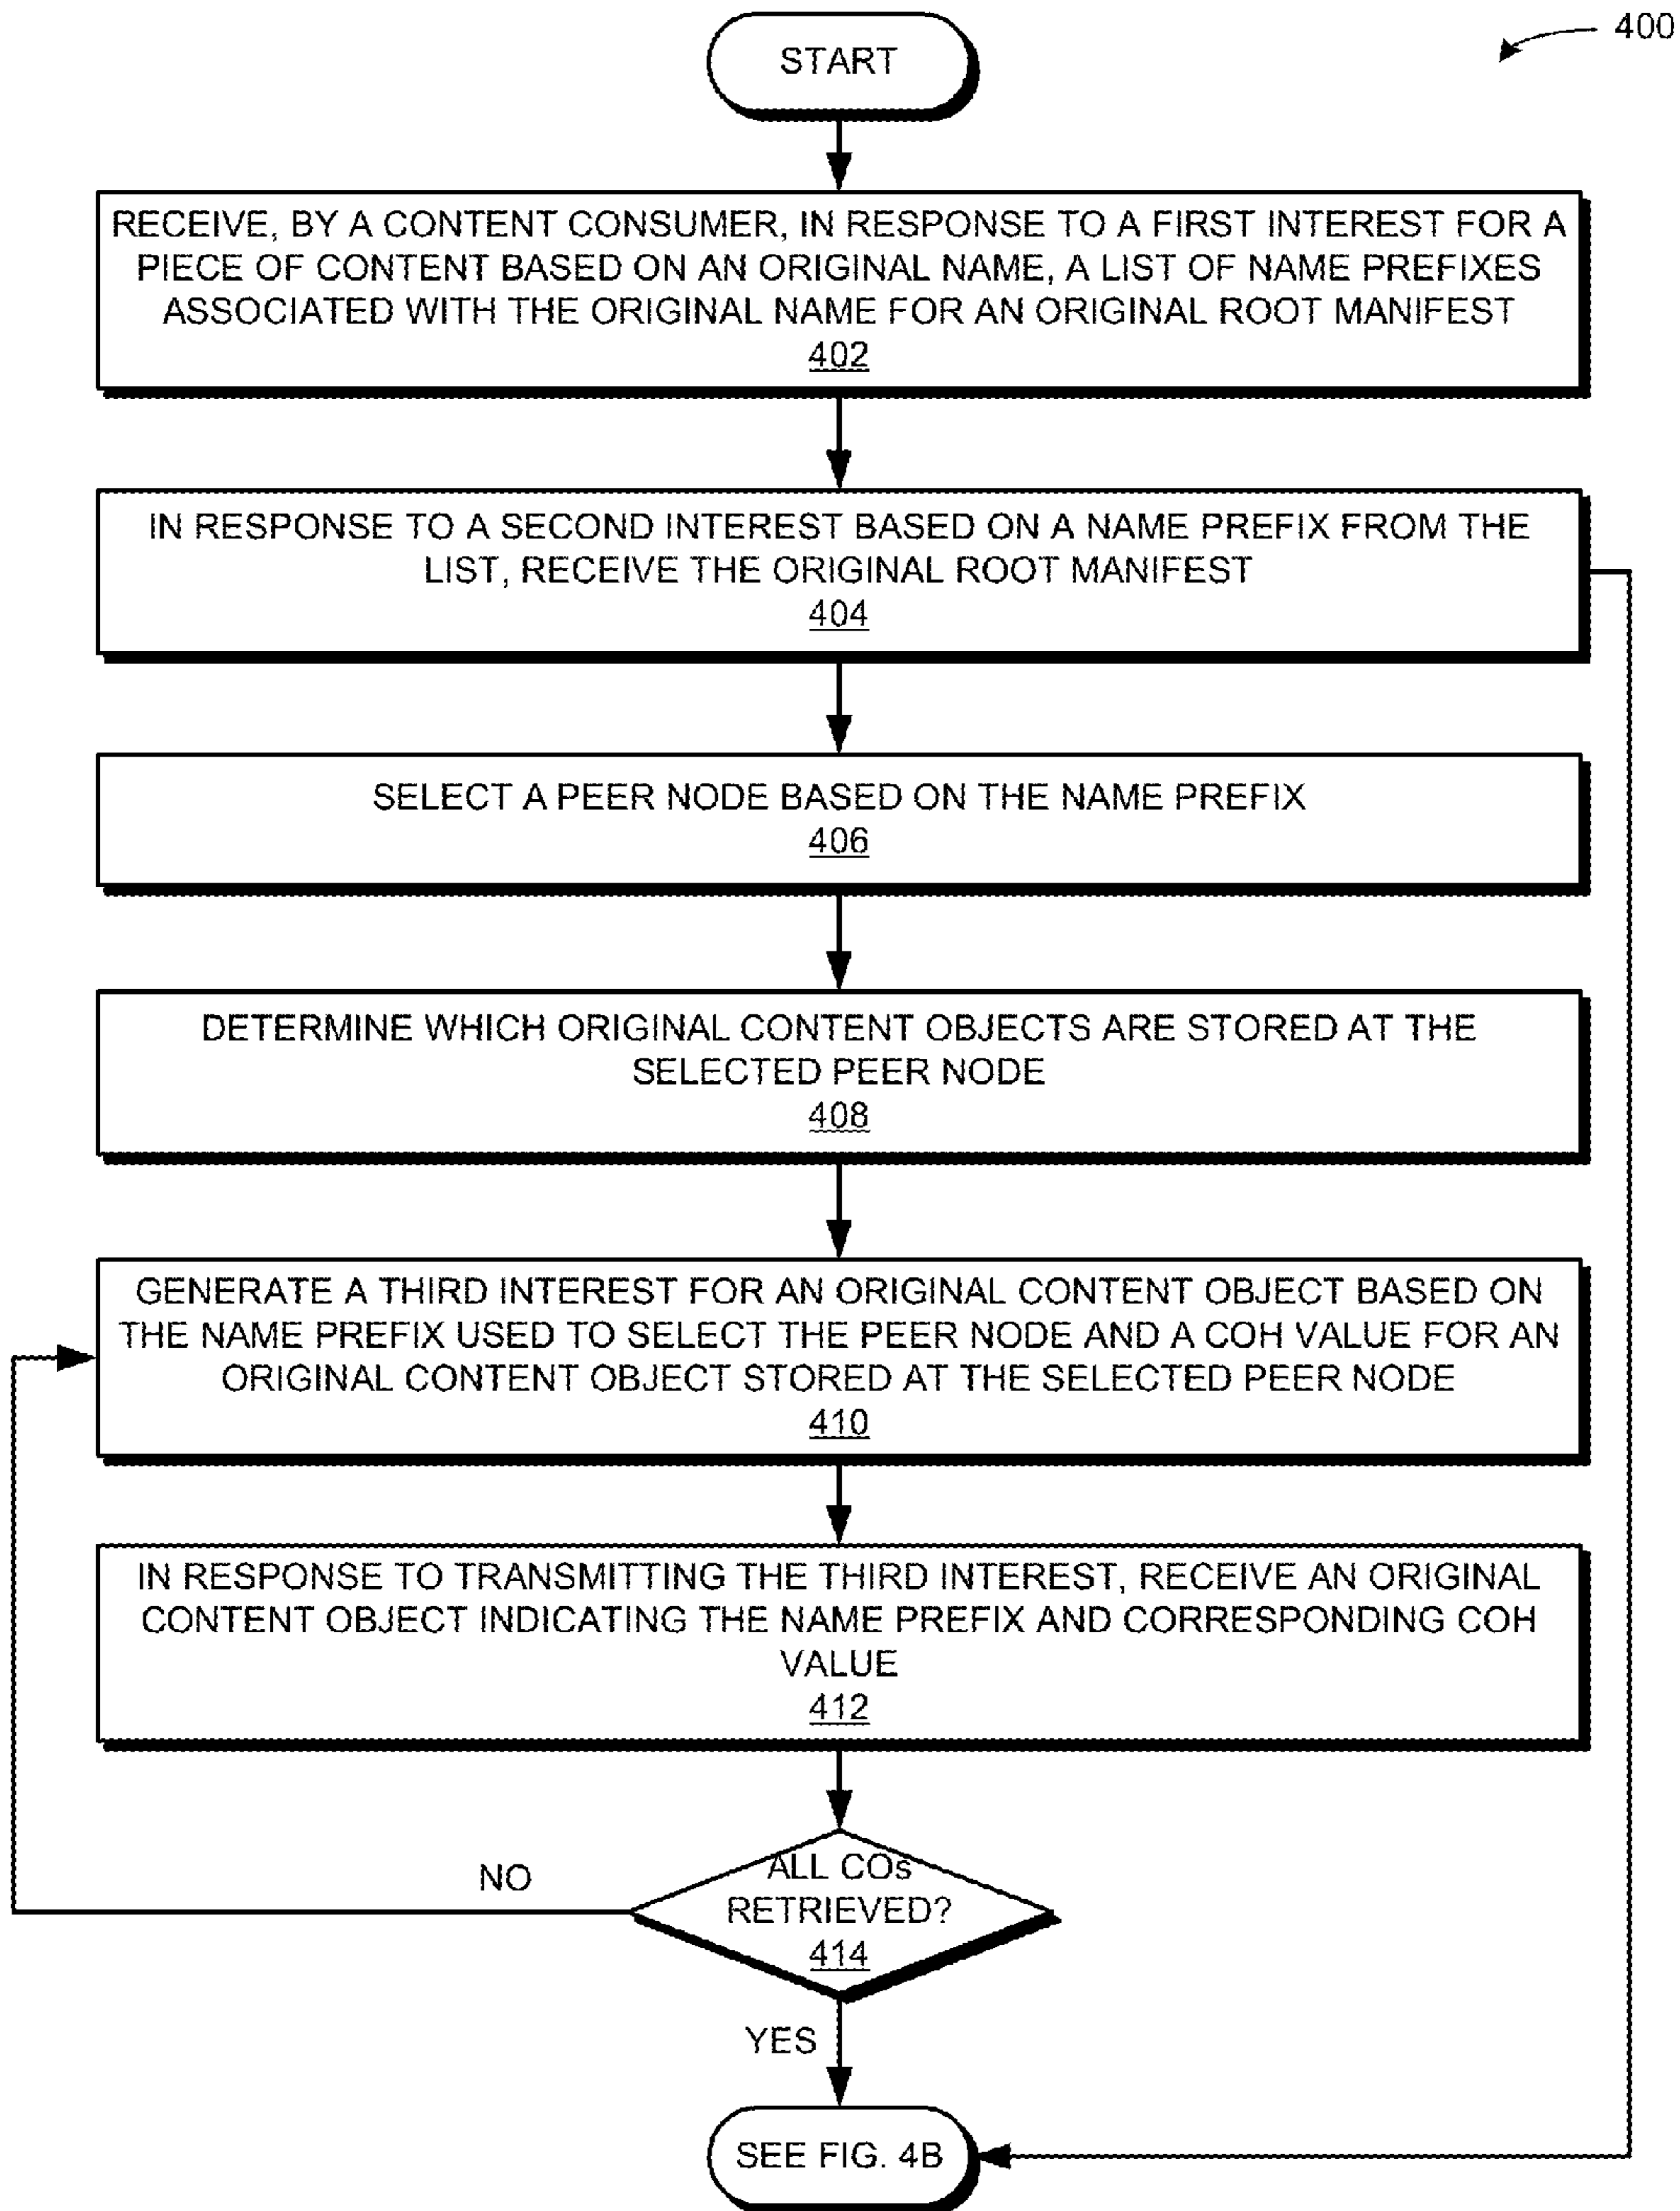 400
START
RECEIVE, BY A CONTENT CONSUMER, IN RESPONSE TO A FIRST INTEREST FOR A
PIECE OF CONTENT BASED ON AN ORIGINAL NAME, A LIST OF NAME PREFIXES
ASSOCIATED WITH THE ORIGINAL NAME FOR AN ORIGINAL ROOT MANIFEST
402
IN RESPONSE TO A SECOND INTEREST BASED ON A NAME PREFIX FROM THE
LIST, RECEIVE THE ORIGINAL ROOT MANIFEST
404
SELECT A PEER NODE BASED ON THE NAME PREFIX
406
DETERMINE WHICH ORIGINAL CONTENT OBJECTS ARE STORED AT THE
SELECTED PEER NODE
408
GENERATE A THIRD INTEREST FOR AN ORIGINAL CONTENT OBJECT BASED ON
THE NAME PREFIX USED TO SELECT THE PEER NODE AND A COH VALUE FOR AN
ORIGINAL CONTENT OBJECT STORED AT THE SELECTED PEER NODE
410
IN RESPONSE TO TRANSMITTING THE THIRD INTEREST, RECEIVE AN ORIGINAL
CONTENT OBJECT INDICATING THE NAME PREFIX AND CORRESPONDING COH
VALUE
412
ALL COs
RETRIEVED?
414
NO
YES
SEE FIG. 4B